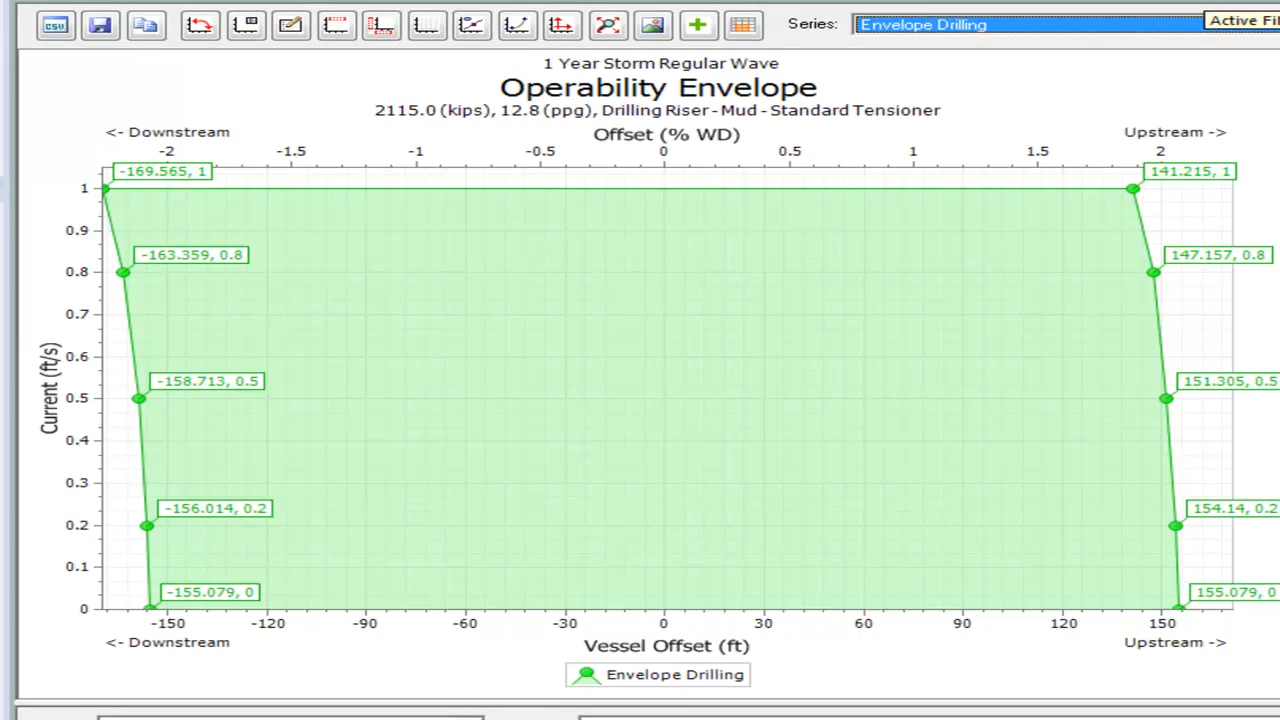 CSV
Series: Envelope Drilling
Active Fi
1 Year Storm Regular Wave
Operability Envelope
2115.0 (kips), 12.8 (ppg), Drilling Riser - Mud - Standard Tensioner
<- Downstream Offset (% WD) Upstream ->
-2 -1.5 -1 -0.5 0 0.5 1 1.5 2
-169.565, 1 141.215, 1
1
0.9
-163.359, 0.8 147.157, 0.8
0.8
0.7
0.6
-158.713, 0.5 151.305, 0.5
0.5
0.4
0.3
-156.014, 0.2 154.14, 0.2
0.2
0.1
-155.079, 0 155.079, 0
0
Current (ft/s)
-150 -120 -90 -60 -30 0 30 60 90 120 150
<- Downstream Vessel Offset (ft) Upstream ->
Envelope Drilling